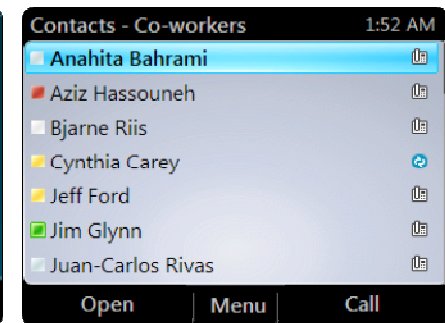 Contacts - Co-workers 1:52 AM
Anahita Bahrami
Aziz Hassouneh
Bjarne Riis
Cynthia Carey
Jeff Ford
Jim Glynn
Juan-Carlos Rivas
Open Menu Call